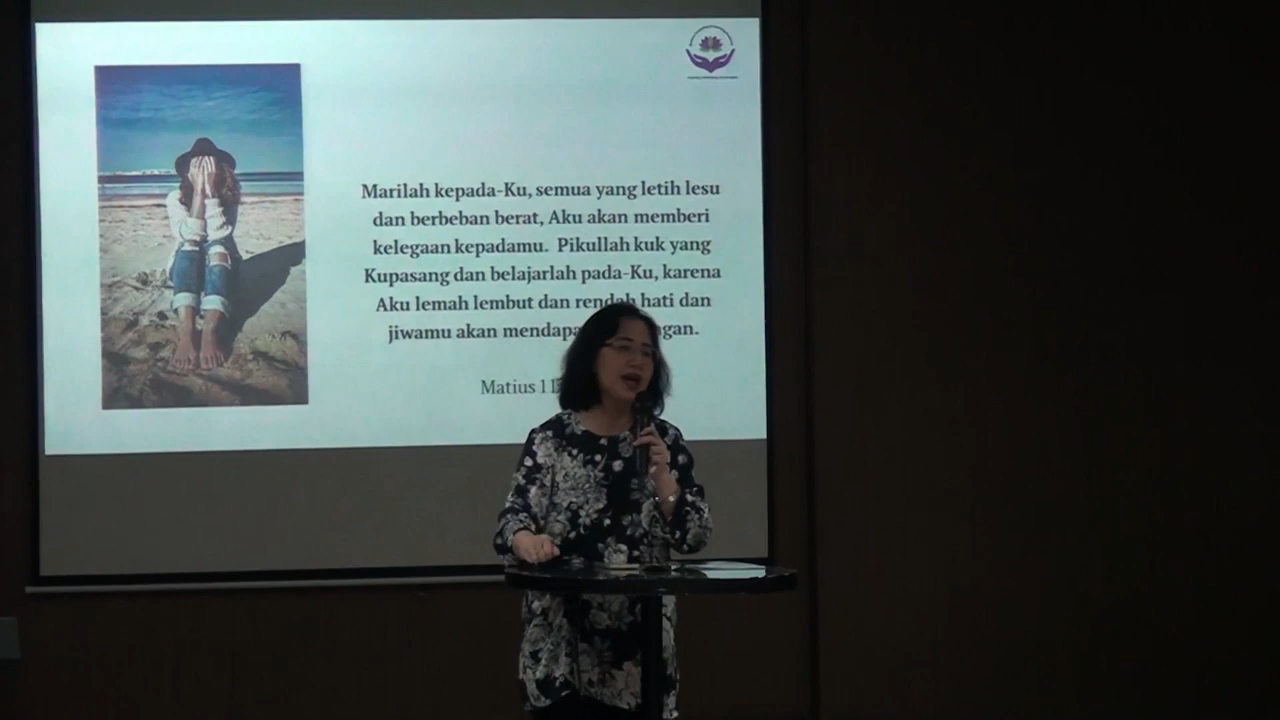 Marilah kepada-Ku, semua yang letih lesu
dan berbeban berat, Aku akan memberi
kelegaan kepadamu. Pikullah kuk yang
Kupasang dan belajarlah pada-Ku, karena
Aku lemah lembut dan rendah hati dan
jiwamu akan
Matius